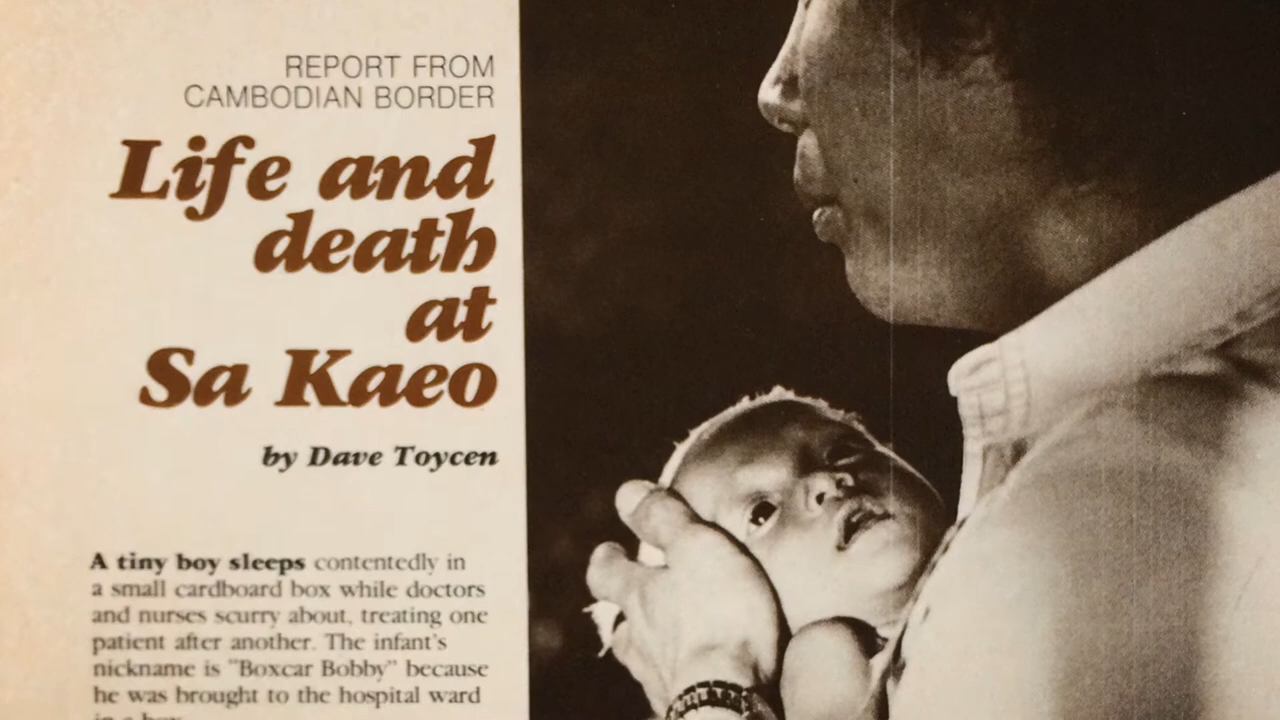 REPORT FROM
CAMBODIAN BORDER
Life and
death
at
Sa Kaeo
by Dave Toycen
A tiny boy sleeps contentedly in
a small cardboard box while doctors
and nurses scurry about, treating one
patient after another. The infant's
nickname is "Boxcar Bobby" because
he was brought to the hospital ward
in a box.